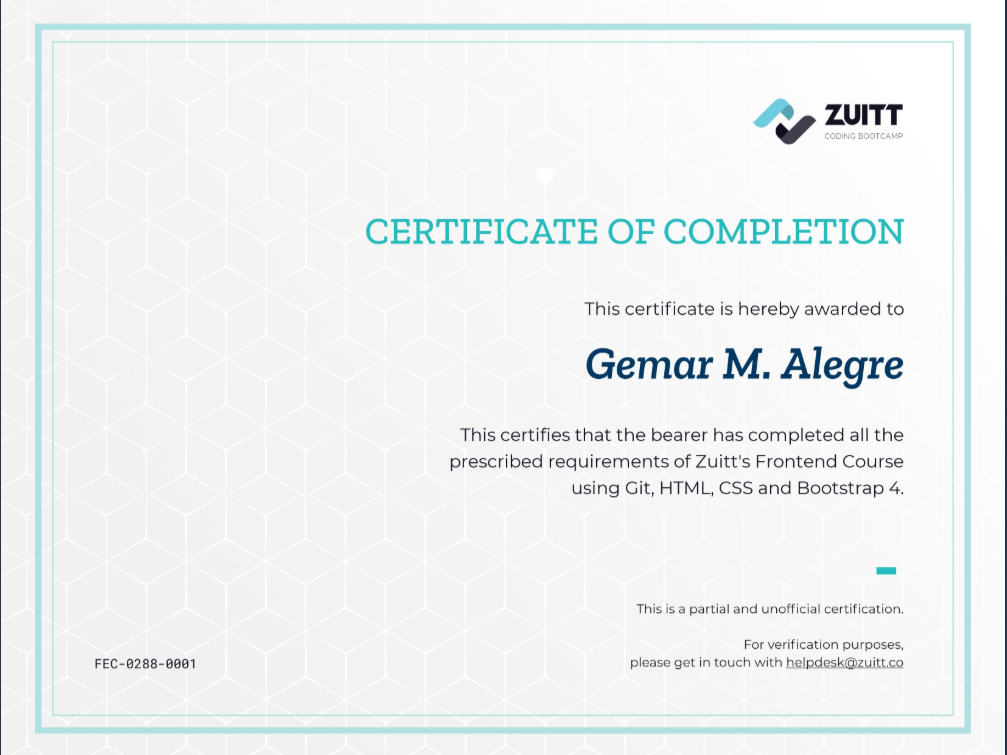 ZUITT
CODING BOOTCAMP
CERTIFICATE OF COMPLETION
This certificate is hereby awarded to
Gemar M. Alegre
This certifies that the bearer has completed all the
prescribed requirements of Zuitt's Frontend Course
using Git, HTML, CSS and Bootstrap 4.
This is a partial and unofficial certification.
For verification purposes,
please get in touch with helpdesk@zuitt.co
FEC-0288-0001